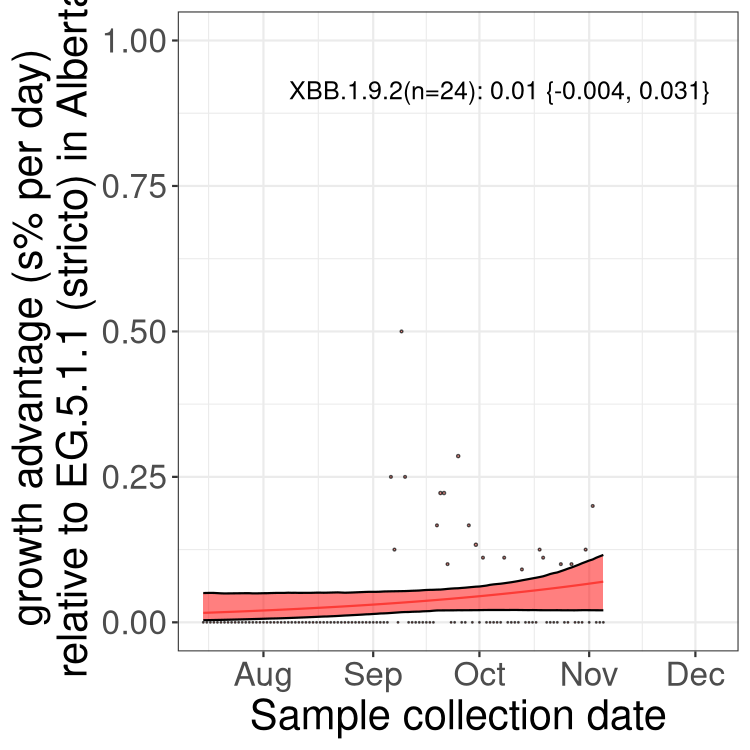 growth advantage (s% per day)
relative to EG.5.1.1 (stricto) in Alberta
1.00
0.75
0.50
0.25
0.00
XBB.1.9.2(n=24): 0.01 {-0.004, 0.031}
Aug Sep Oct Nov Dec
Sample collection date